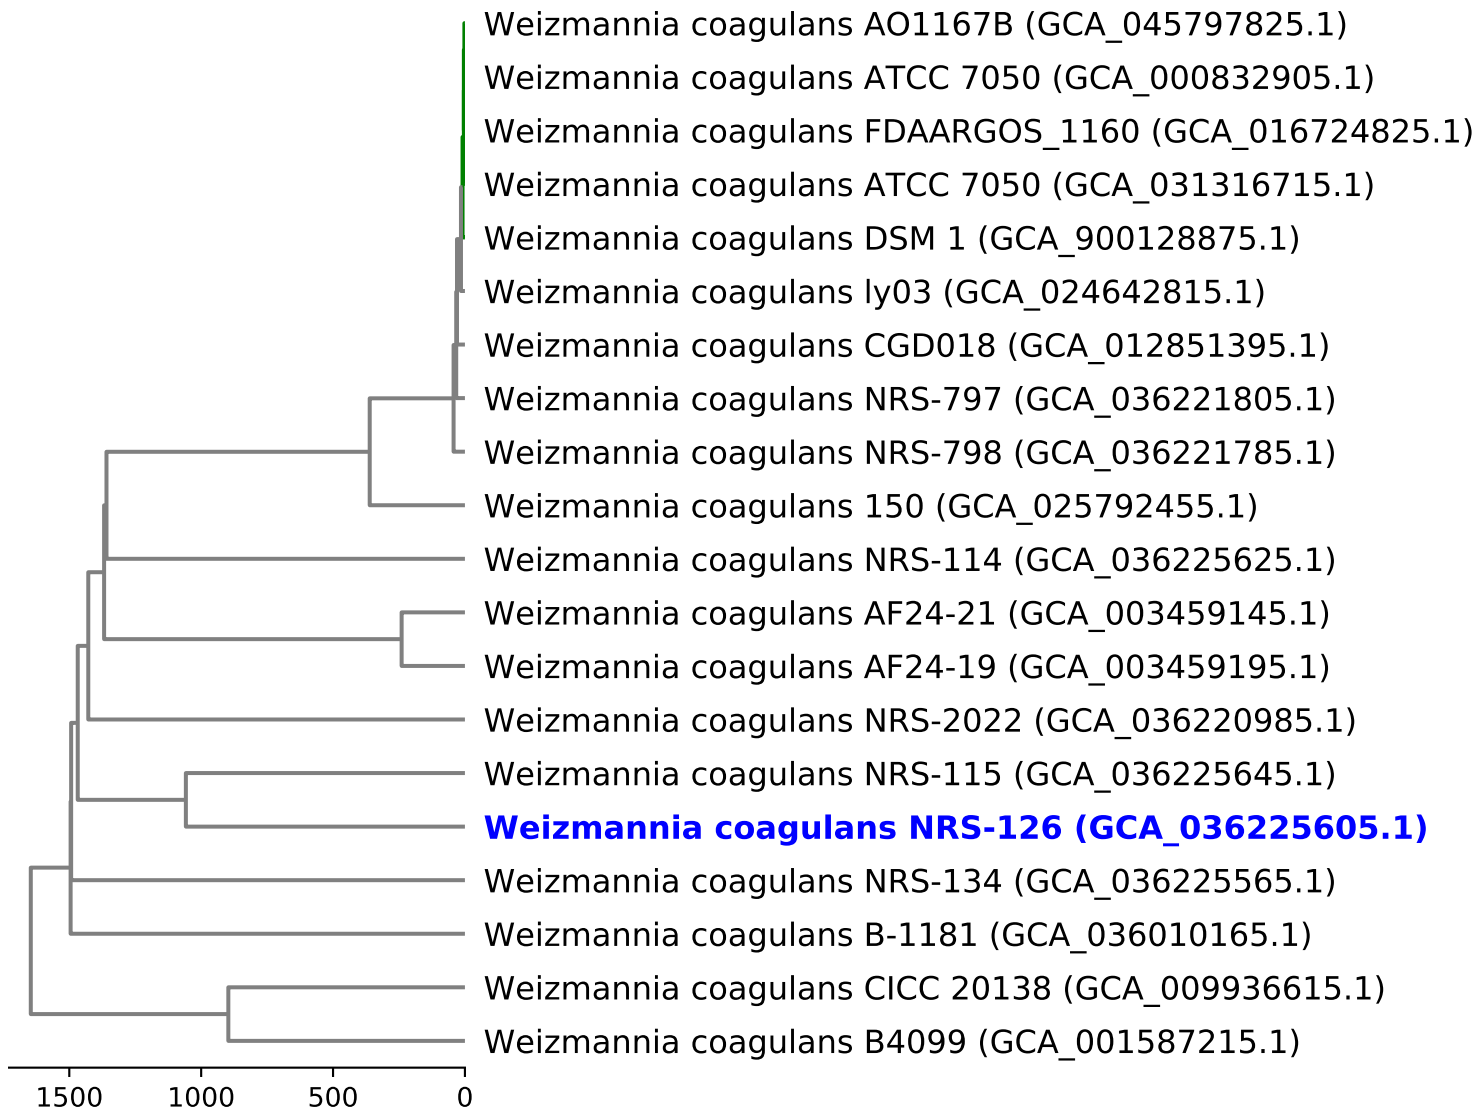 Weizmannia coagulans AO1167B (GCA_045797825.1)
Weizmannia coagulans ATCC 7050 (GCA_000832905.1)
Weizmannia coagulans FDAARGOS_1160 (GCA_016724825.1)
Weizmannia coagulans ATCC 7050 (GCA_031316715.1)
Weizmannia coagulans DSM 1 (GCA_900128875.1)
Weizmannia coagulans ly03 (GCA_024642815.1)
Weizmannia coagulans CGD018 (GCA_012851395.1)
Weizmannia coagulans NRS-797 (GCA_036221805.1)
Weizmannia coagulans NRS-798 (GCA_036221785.1)
Weizmannia coagulans 150 (GCA_025792455.1)
Weizmannia coagulans NRS-114 (GCA_036225625.1)
Weizmannia coagulans AF24-21 (GCA_003459145.1)
Weizmannia coagulans AF24-19 (GCA_003459195.1)
Weizmannia coagulans NRS-2022 (GCA_036220985.1)
Weizmannia coagulans NRS-115 (GCA_036225645.1)
Weizmannia coagulans NRS-126 (GCA_036225605.1)
Weizmannia coagulans NRS-134 (GCA_036225565.1)
Weizmannia coagulans B-1181 (GCA_036010165.1)
Weizmannia coagulans CICC 20138 (GCA_009936615.1)
Weizmannia coagulans B4099 (GCA_001587215.1)
1500 1000 500 0